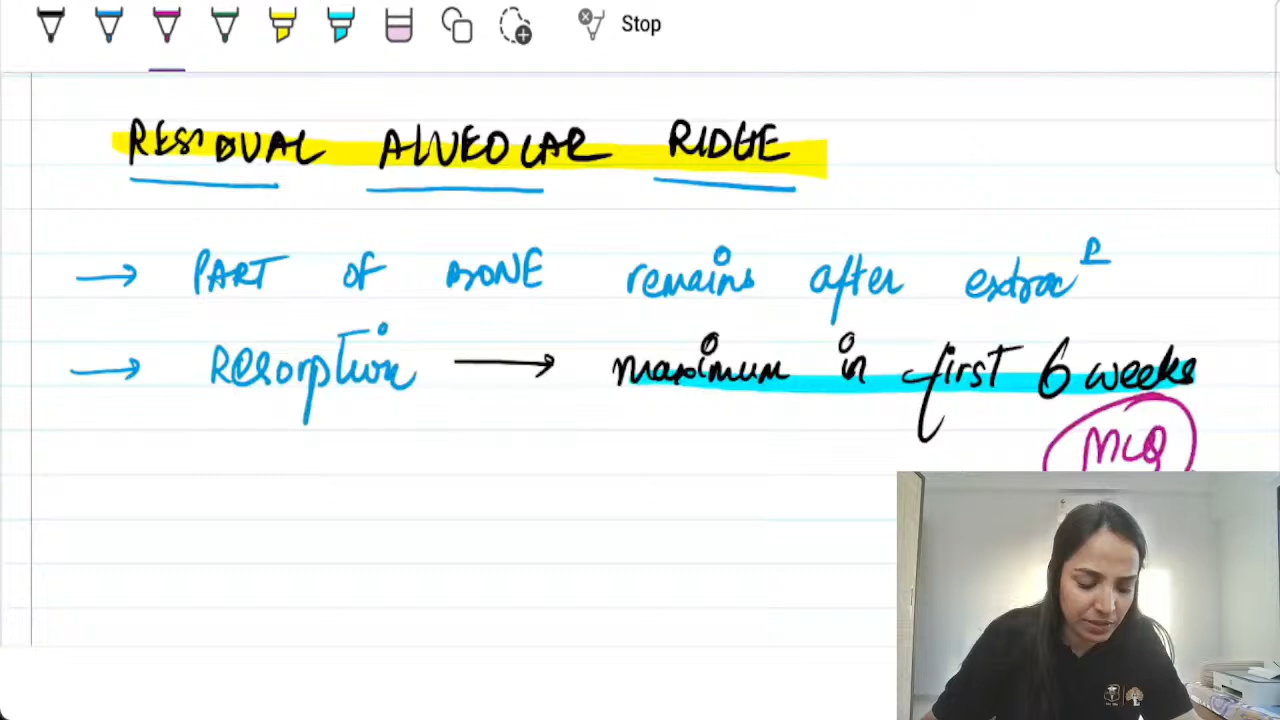 Stop
RESIDUAL ALVEOLAR RIDGE
→ PART OF BONE remains after extracⁿ
→ Resorption → maximum in first 6 weeks
MCQ